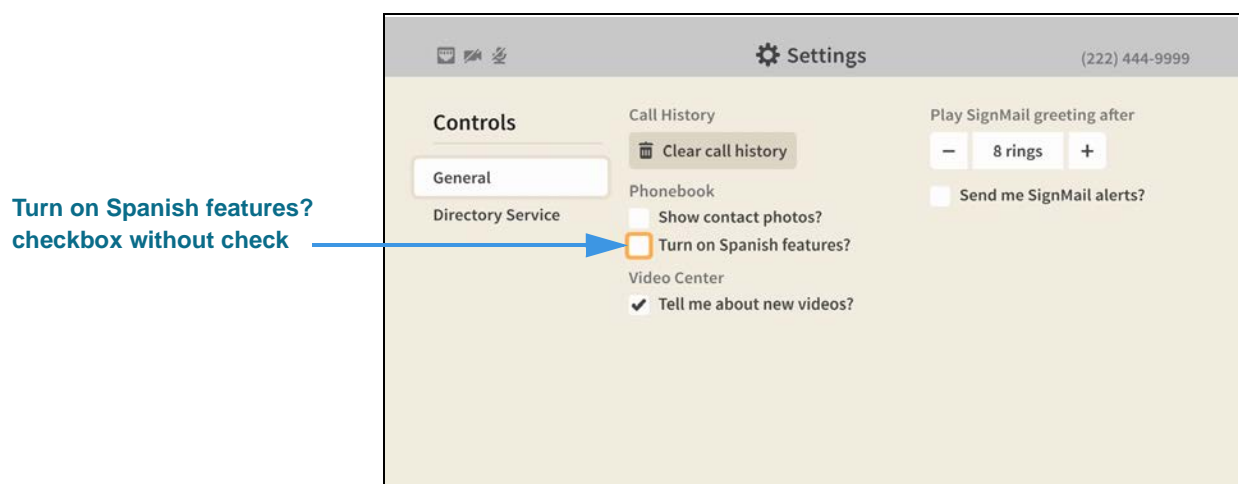 Settings
(222) 444-9999
Controls
General
Directory Service
Call History
Clear call history
Phonebook
Show contact photos?
Turn on Spanish features?
Video Center
Tell me about new videos?
Play SignMail greeting after
− 8 rings +
Send me SignMail alerts?
Turn on Spanish features?
checkbox without check